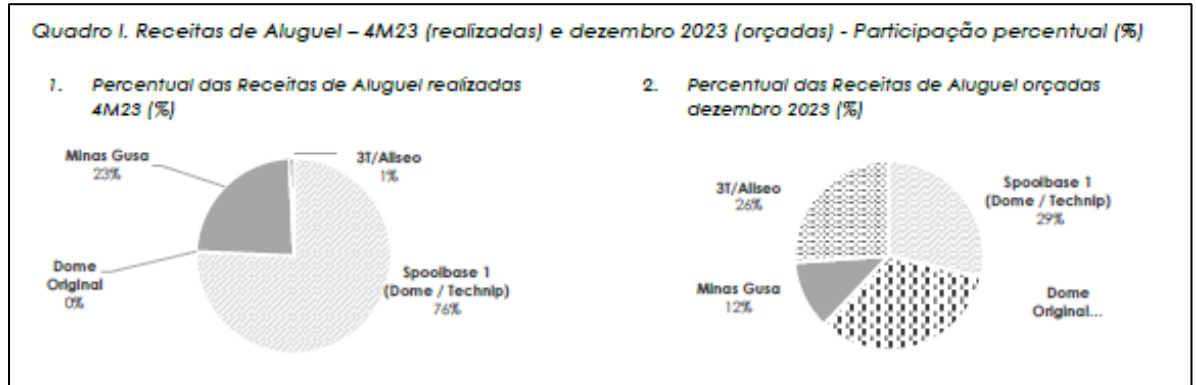 Quadro I. Receitas de Aluguel – 4M23 (realizadas) e dezembro 2023 (orçadas) - Participação percentual (%)
1. Percentual das Receitas de Aluguel realizadas
4M23 (%)
Minas Gusa
23%
3T/Aliseo
1%
Dome
Original
0%
Spoolbase 1
(Dome / Technip)
76%
2. Percentual das Receitas de Aluguel orçadas
dezembro 2023 (%)
3T/Aliseo
26%
Spoolbase 1
(Dome / Technip)
29%
Minas Gusa
12%
Dome
Original...